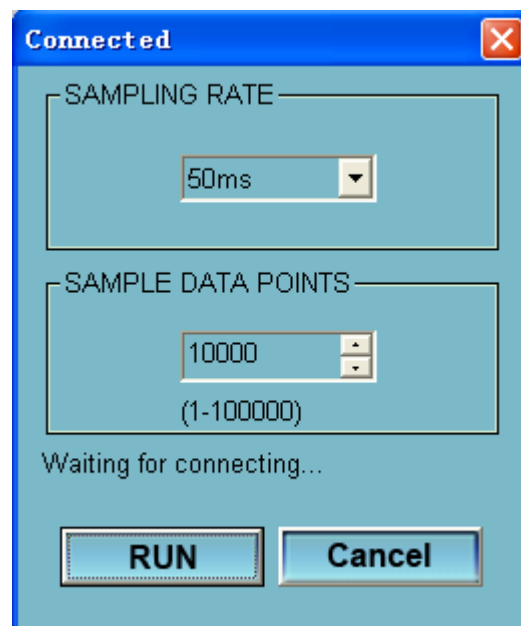 Connected
SAMPLING RATE
50ms
SAMPLE DATA POINTS
10000
(1-100000)
Waiting for connecting...
RUN
Cancel